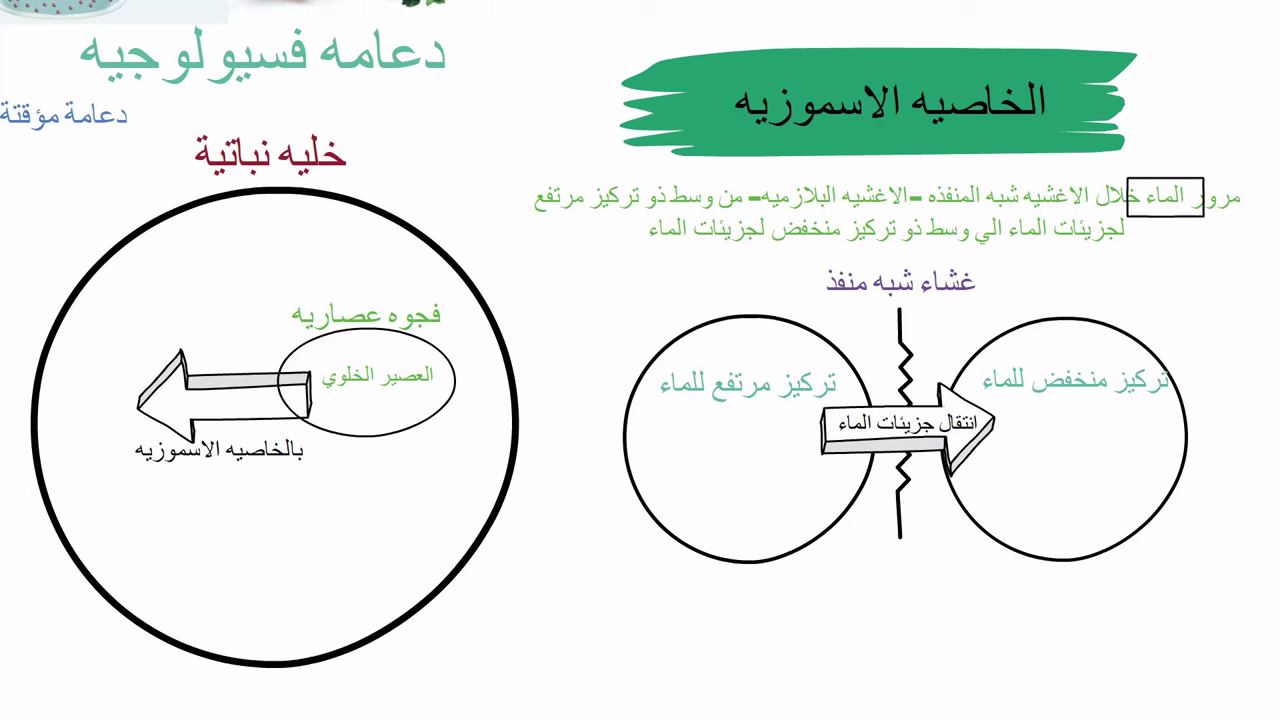 دعامه فسيولوجيه
دعامة مؤقتة
خليه نباتية
فجوه عصاريه
العصير الخلوي
بالخاصيه الاسموزيه
الخاصيه الاسموزيه
مرور الماء خلال الاغشيه شبه المنفذه –الاغشيه البلازميه– من وسط ذو تركيز مرتفع
لجزيئات الماء الي وسط ذو تركيز منخفض لجزيئات الماء
غشاء شبه منفذ
تركيز منخفض للماء
تركيز مرتفع للماء
انتقال جزيئات الماء